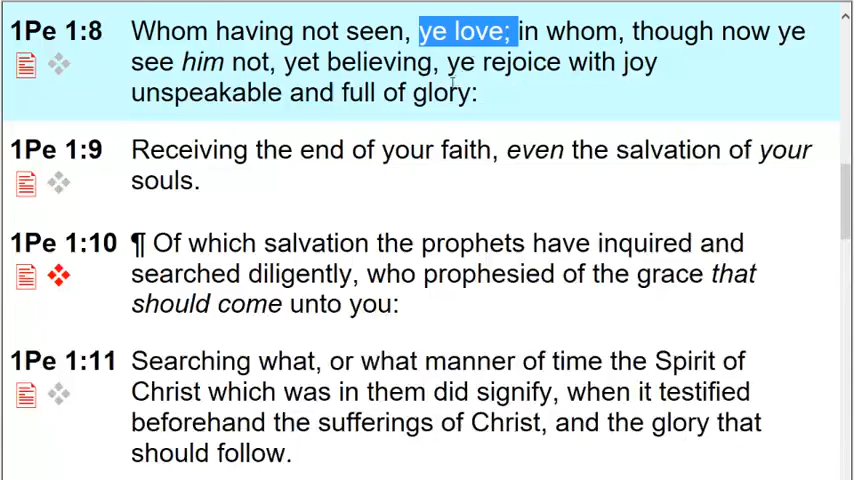 1Pe 1:8 Whom having not seen, ye love; in whom, though now ye
see him not, yet believing, ye rejoice with joy
unspeakable and full of glory:
1Pe 1:9 Receiving the end of your faith, even the salvation of your
souls.
1Pe 1:10 ¶ Of which salvation the prophets have inquired and
searched diligently, who prophesied of the grace that
should come unto you:
1Pe 1:11 Searching what, or what manner of time the Spirit of
Christ which was in them did signify, when it testified
beforehand the sufferings of Christ, and the glory that
should follow.